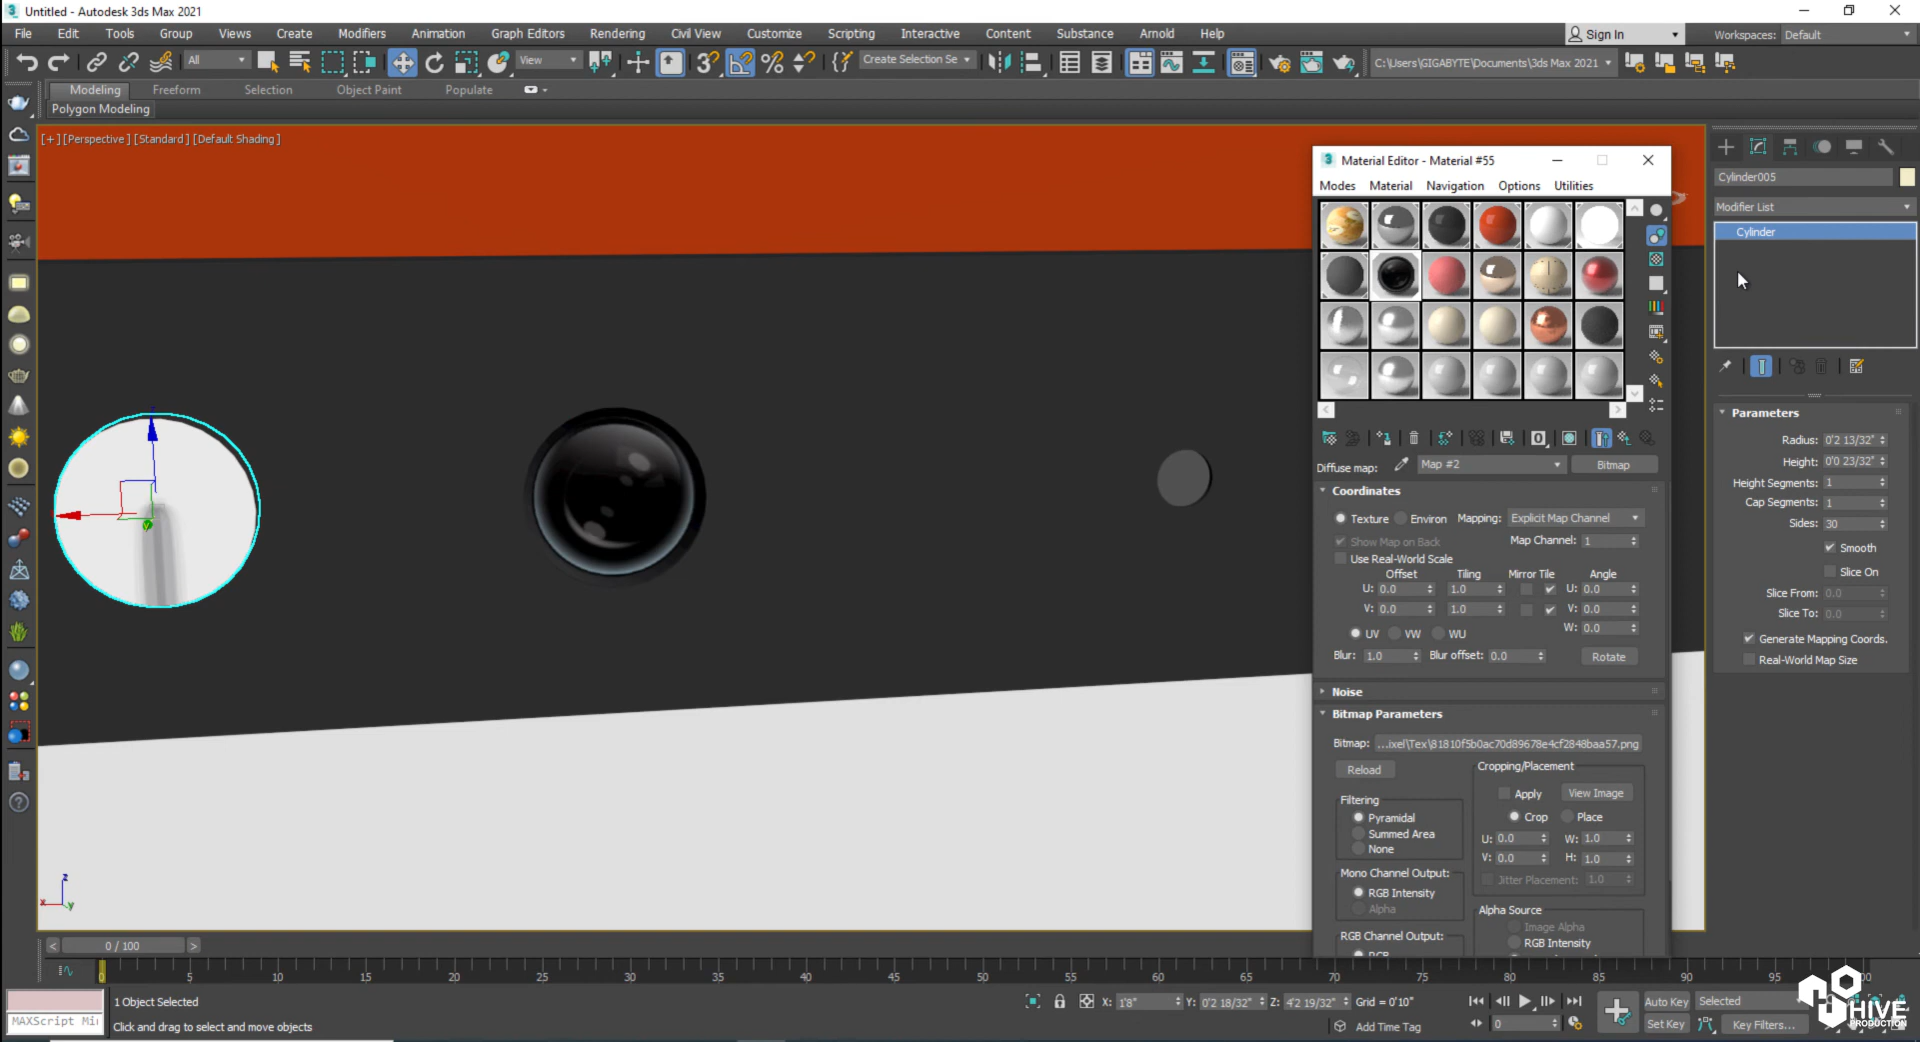 Untitled - Autodesk 3ds Max 2021
File Edit Tools Group Views Create Modifiers Animation Graph Editors Rendering Civil View Customize Scripting Interactive Content Substance Arnold Help Sign In Workspaces: Default
All View Create Selection Se C:\Users\GIGABYTE\Documents\3ds Max 2021
Modeling Freeform Selection Object Paint Populate
Polygon Modeling
[+] [Perspective] [Standard] [Default Shading]
Material Editor - Material #55
Modes Material Navigation Options Utilities
Diffuse map: Map #2 Bitmap
Coordinates
Texture Environ Mapping: Explicit Map Channel
Show Map on Back Map Channel: 1
Use Real-World Scale
Offset Tiling Mirror Tile Angle
U: 0.0 1.0 U: 0.0
V: 0.0 1.0 V: 0.0
W: 0.0
UV VW WU
Blur: 1.0 Blur offset: 0.0 Rotate
Noise
Bitmap Parameters
Bitmap: ...ixel\Tex\81810f5b0ac70d89678e4cf2848baa57.png
Reload
Cropping/Placement
Apply View Image
Crop Place
U: 0.0 W: 1.0
V: 0.0 H: 1.0
Jitter Placement: 1.0
Filtering
Pyramidal
Summed Area
None
Mono Channel Output:
RGB Intensity
Alpha
RGB Channel Output:
Alpha Source
Image Alpha
RGB Intensity
Cylinder005
Modifier List
Cylinder
Parameters
Radius: 0'2 13/32"
Height: 0'0 23/32"
Height Segments: 1
Cap Segments: 1
Sides: 30
Smooth
Slice On
Slice From: 0.0
Slice To: 0.0
Generate Mapping Coords.
Real-World Map Size
z
x
y
< 0 / 100 >
0 5 10 15 20 25 30 35 40 45 50 55 60 65 70 75 80 85 90 95
1 Object Selected X: 1'8" Y: 0'2 18/32" Z: 4'2 19/32" Grid = 0'10" Auto Key Selected
MAXScript Mi Click and drag to select and move objects Add Time Tag 0 Set Key Key Filters...
HIVE
PRODUCTION